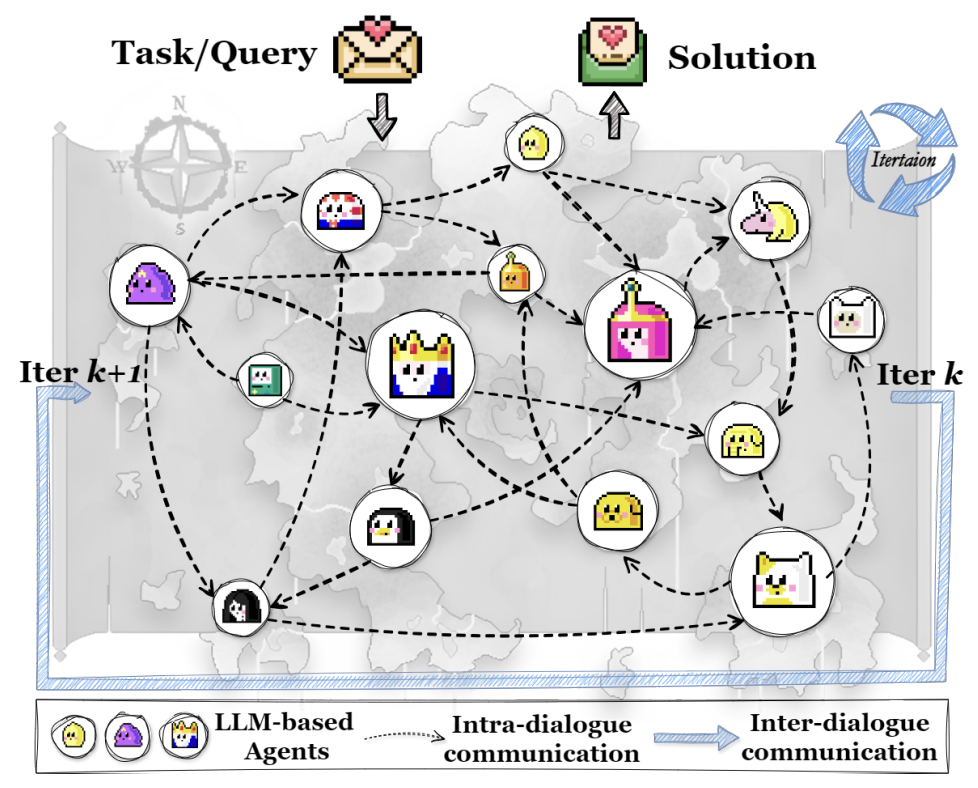 Task/Query
Solution
N
W
E
S
Itertaion
Iter k+1
Iter k
LLM-based
Agents
Intra-dialogue
communication
Inter-dialogue
communication